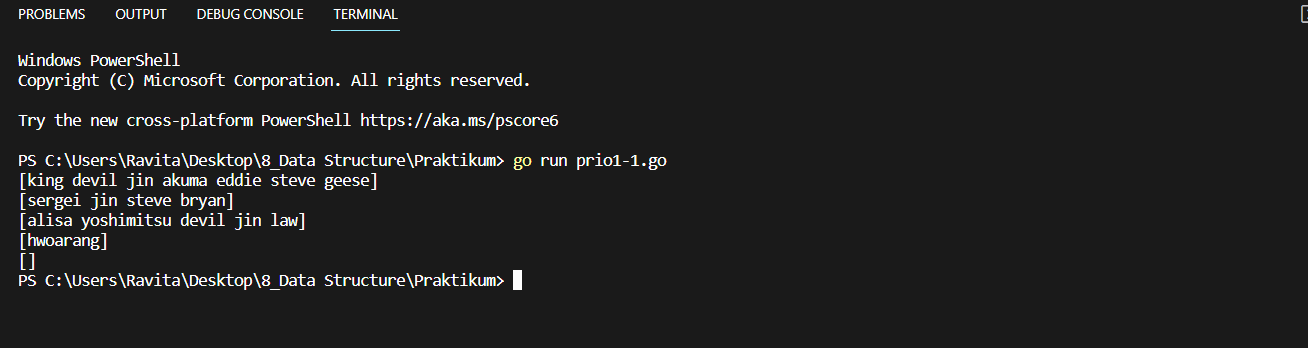 PROBLEMS OUTPUT DEBUG CONSOLE TERMINAL
Windows PowerShell
Copyright (C) Microsoft Corporation. All rights reserved.
Try the new cross-platform PowerShell https://aka.ms/pscore6
PS C:\Users\Ravita\Desktop\8_Data Structure\Praktikum> go run prio1-1.go
[king devil jin akuma eddie steve geese]
[sergei jin steve bryan]
[alisa yoshimitsu devil jin law]
[hwoarang]
[]
PS C:\Users\Ravita\Desktop\8_Data Structure\Praktikum>